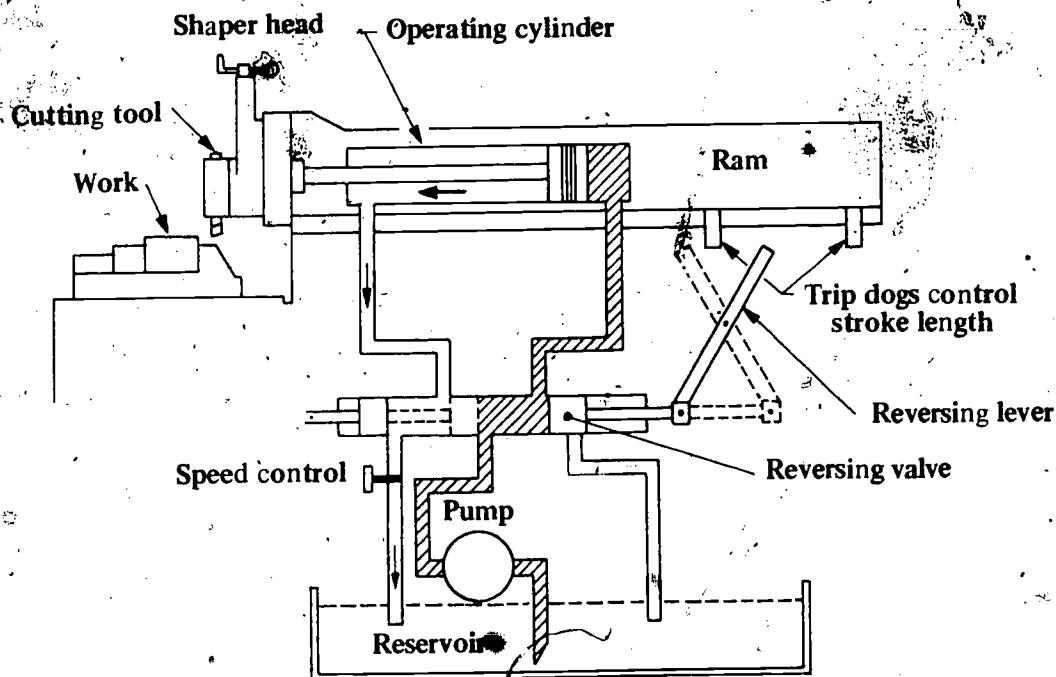 Shaper head
Operating cylinder
Cutting tool
Ram
Work
Trip dogs control
stroke length
Reversing lever
Speed control
Reversing valve
Pump
Reservoir